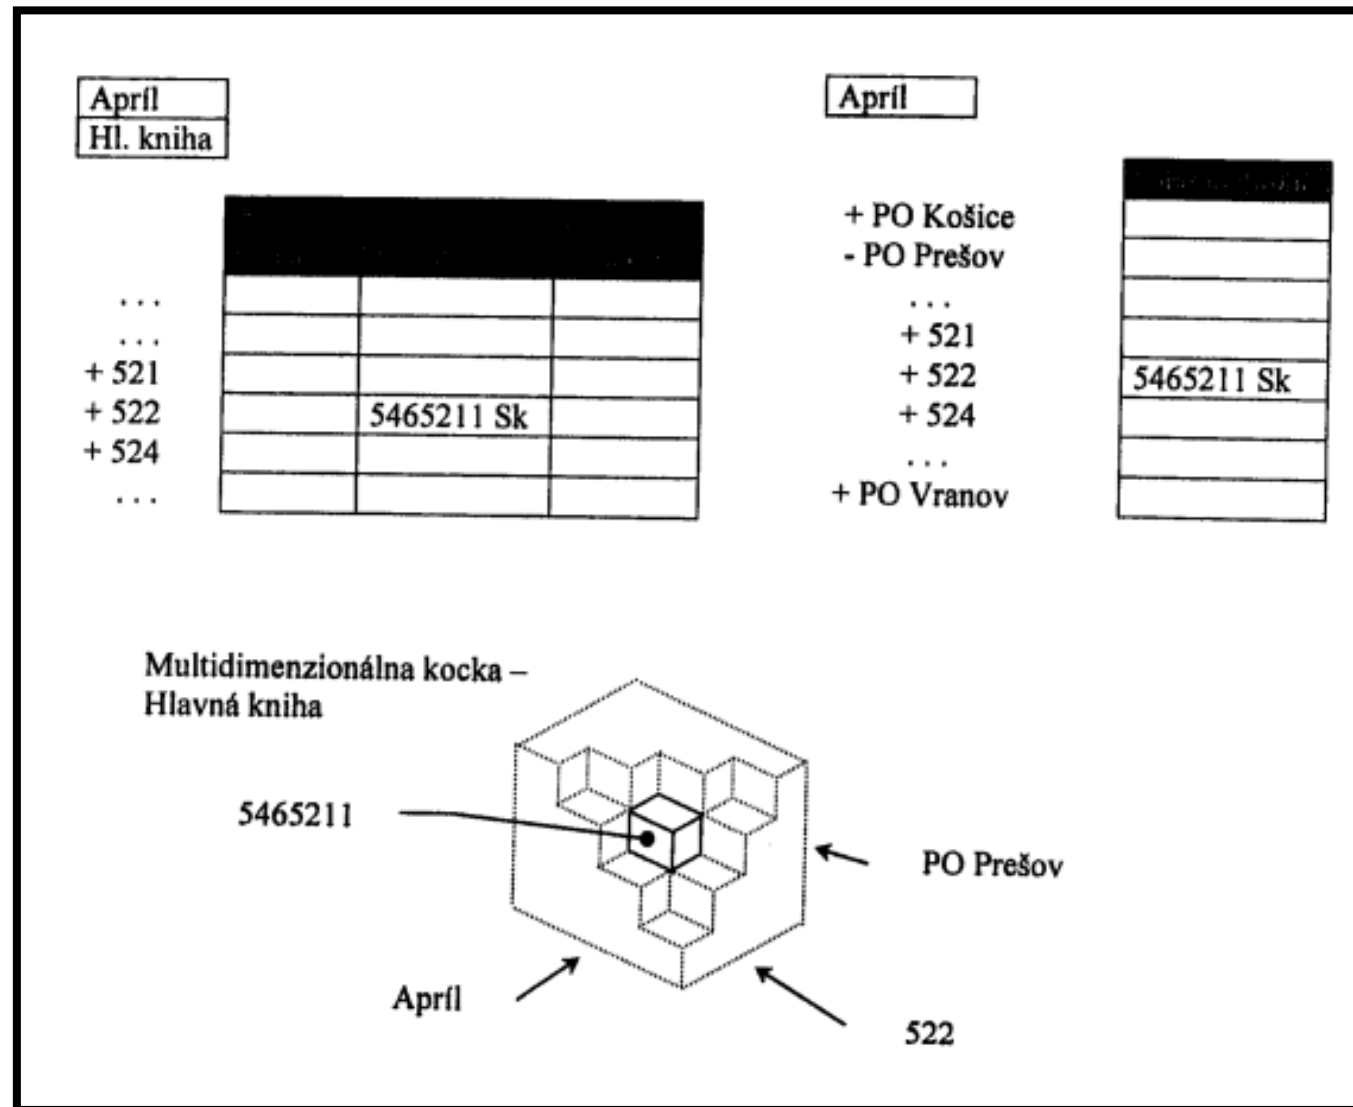 Apríl
Hl. kniha
. . .
. . .
+ 521
+ 522 5465211 Sk
+ 524
. . .
Apríl
+ PO Košice
- PO Prešov
. . .
+ 521
+ 522 5465211 Sk
+ 524
. . .
+ PO Vranov
Multidimenzionálna kocka –
Hlavná kniha
5465211
PO Prešov
Apríl
522